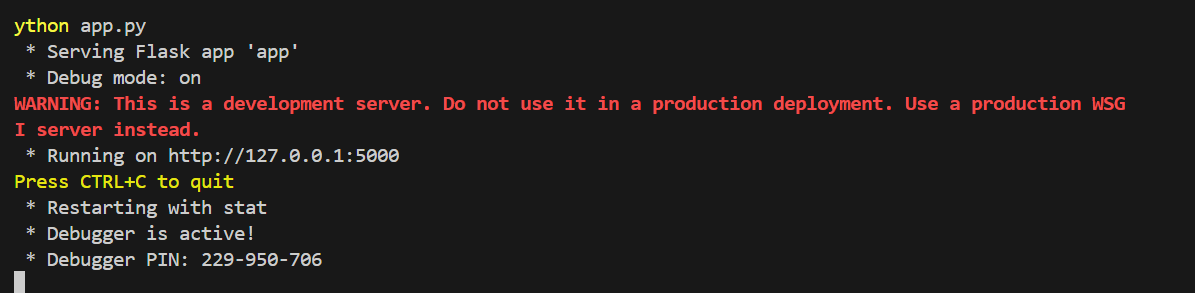 ython app.py
 * Serving Flask app 'app'
 * Debug mode: on
WARNING: This is a development server. Do not use it in a production deployment. Use a production WSG
I server instead.
 * Running on http://127.0.0.1:5000
Press CTRL+C to quit
 * Restarting with stat
 * Debugger is active!
 * Debugger PIN: 229-950-706